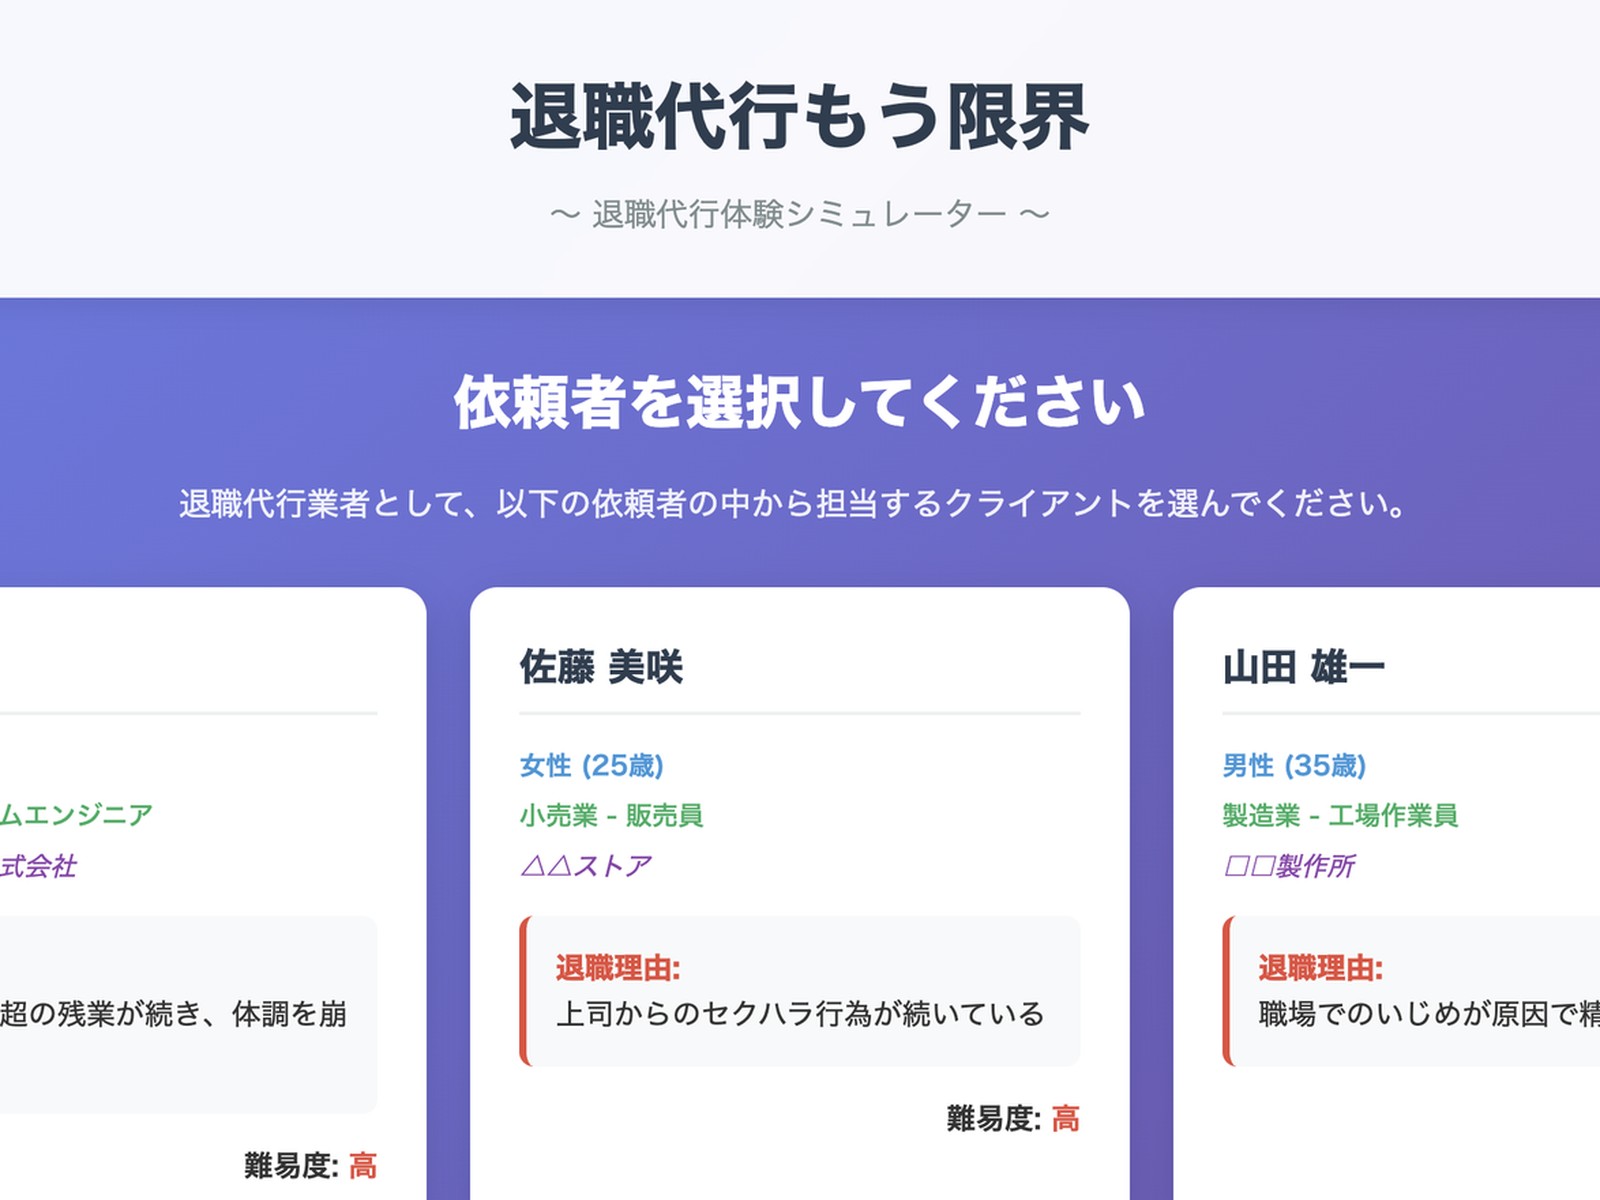 退職代行もう限界
〜 退職代行体験シミュレーター 〜
依頼者を選択してください
退職代行業者として、以下の依頼者の中から担当するクライアントを選んでください。
ムエンジニア
式会社
超の残業が続き、体調を崩
難易度: 高
佐藤 美咲
女性 (25歳)
小売業 - 販売員
△△ストア
退職理由:
上司からのセクハラ行為が続いている
難易度: 高
山田 雄一
男性 (35歳)
製造業 - 工場作業員
□□製作所
退職理由:
職場でのいじめが原因で精